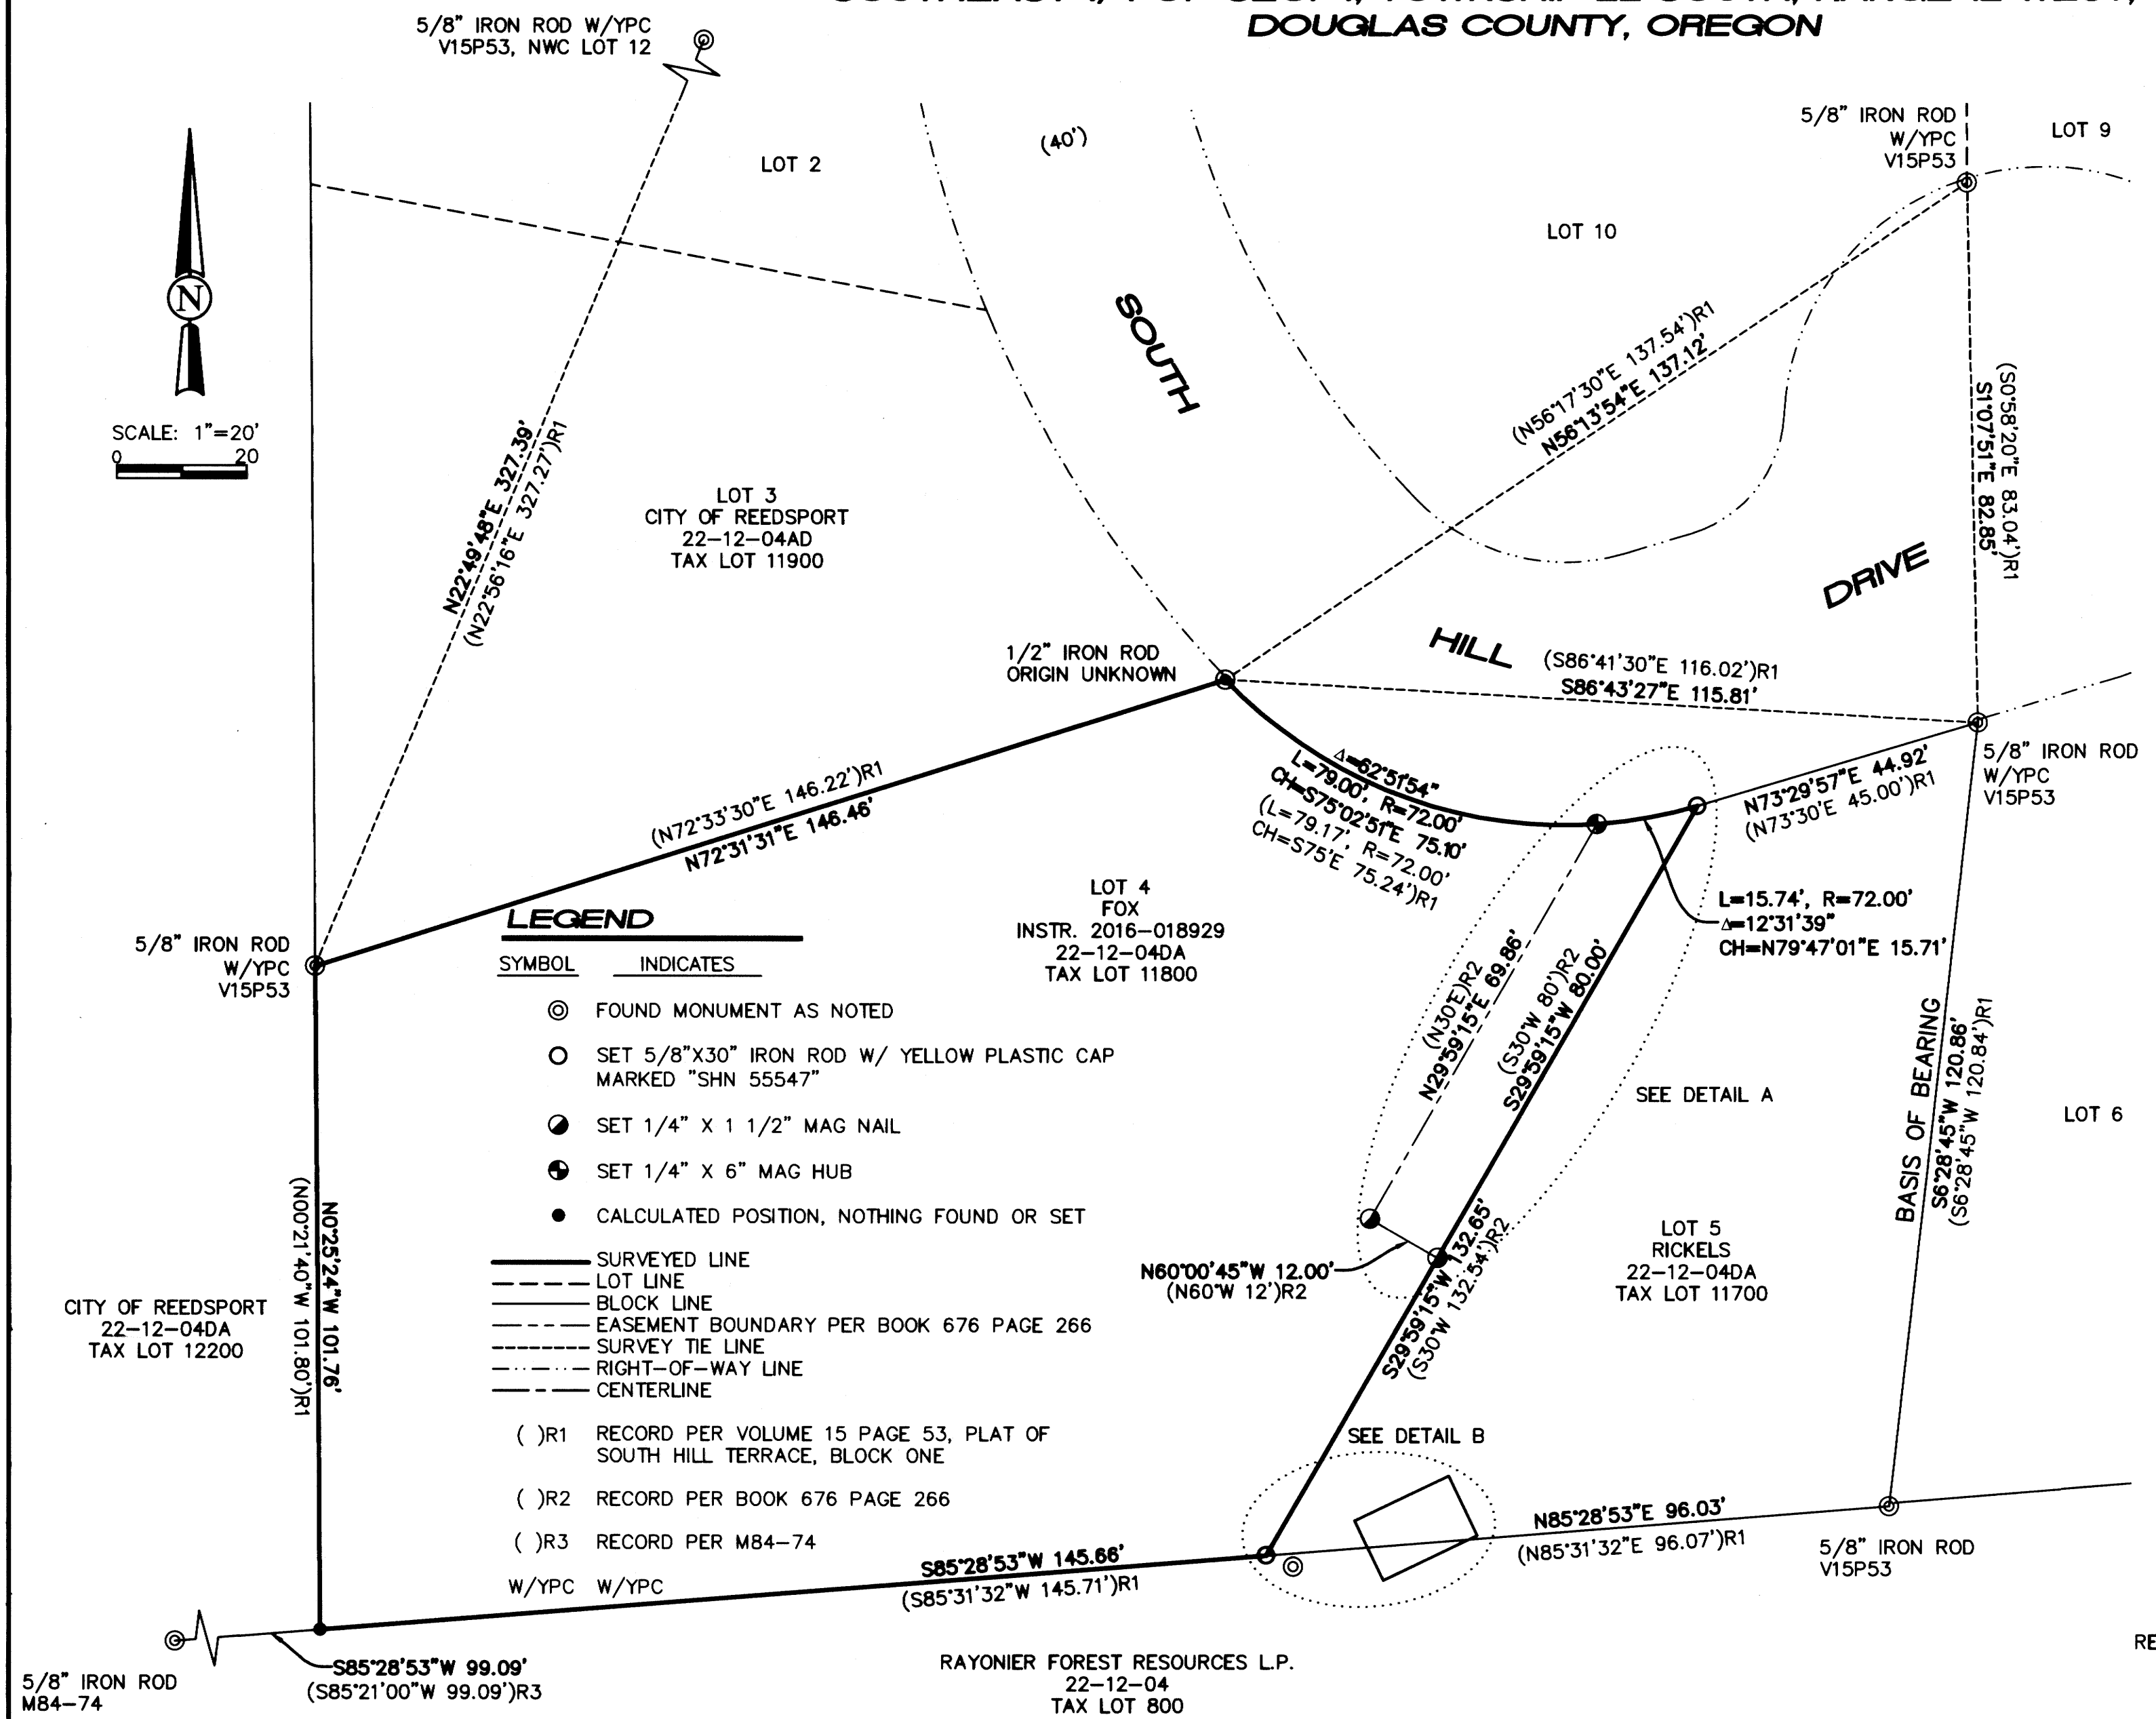 DOUGLAS COUNTY, OREGON
5/8" IRON ROD W/YPC
V15P53, NWC LOT 12
LOT 2
(40')
5/8" IRON ROD
W/YPC
V15P53
LOT 9
LOT 10
N
SCALE: 1"=20'
0 20
SOUTH
HILL
DRIVE
(N56°17'30"E 137.54')R1
N56°13'54"E 137.12'
(S0°58'20"E 83.04')R1
S1°07'51"E 82.85'
N22°49'48"E 327.39'
(N22°56'16"E 327.27')R1
LOT 3
CITY OF REEDSPORT
22-12-04AD
TAX LOT 11900
1/2" IRON ROD
ORIGIN UNKNOWN
(S86°41'30"E 116.02')R1
S86°43'27"E 115.81'
5/8" IRON ROD
W/YPC
V15P53
N73°29'57"E 44.92'
(N73°30'E 45.00')R1
Δ=62°51'54"
L=79.00', R=72.00'
CH=S75°02'51"E 75.10'
(L=79.17', R=72.00'
CH=S75°E 75.24')R1
(N72°33'30"E 146.22')R1
N72°31'31"E 146.46'
L=15.74', R=72.00'
Δ=12°31'39"
CH=N79°47'01"E 15.71'
LOT 4
FOX
INSTR. 2016-018929
22-12-04DA
TAX LOT 11800
5/8" IRON ROD
W/YPC
V15P53
LEGEND
SYMBOL INDICATES
FOUND MONUMENT AS NOTED
SET 5/8"X30" IRON ROD W/ YELLOW PLASTIC CAP
MARKED "SHN 55547"
SET 1/4" X 1 1/2" MAG NAIL
SET 1/4" X 6" MAG HUB
CALCULATED POSITION, NOTHING FOUND OR SET
SURVEYED LINE
LOT LINE
BLOCK LINE
EASEMENT BOUNDARY PER BOOK 676 PAGE 266
SURVEY TIE LINE
RIGHT-OF-WAY LINE
CENTERLINE
( )R1 RECORD PER VOLUME 15 PAGE 53, PLAT OF
SOUTH HILL TERRACE, BLOCK ONE
( )R2 RECORD PER BOOK 676 PAGE 266
( )R3 RECORD PER M84-74
W/YPC W/YPC
(N30°E)R2
N29°59'15"E 69.86'
(S30°W 80')R2
S29°59'15"W 80.00'
SEE DETAIL A
BASIS OF BEARING
S6°28'45"W 120.86'
(S6°28'45"W 120.84')R1
LOT 6
N0°25'24"W 101.76'
(N00°21'40"W 101.80')R1
CITY OF REEDSPORT
22-12-04DA
TAX LOT 12200
N60°00'45"W 12.00'
(N60°W 12')R2
S29°59'15"W 132.65'
(S30°W 132.54')R2
LOT 5
RICKELS
22-12-04DA
TAX LOT 11700
SEE DETAIL B
N85°28'53"E 96.03'
(N85°31'32"E 96.07')R1
5/8" IRON ROD
V15P53
S85°28'53"W 145.66'
(S85°31'32"W 145.71')R1
S85°28'53"W 99.09'
(S85°21'00"W 99.09')R3
5/8" IRON ROD
M84-74
RAYONIER FOREST RESOURCES L.P.
22-12-04
TAX LOT 800
RE